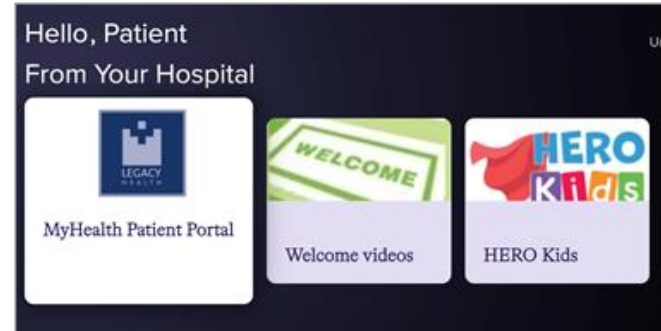 Hello, Patient
From Your Hospital
LEGACY
HEALTH
MyHealth Patient Portal
WELCOME
Welcome videos
HERO
Kids
HERO Kids